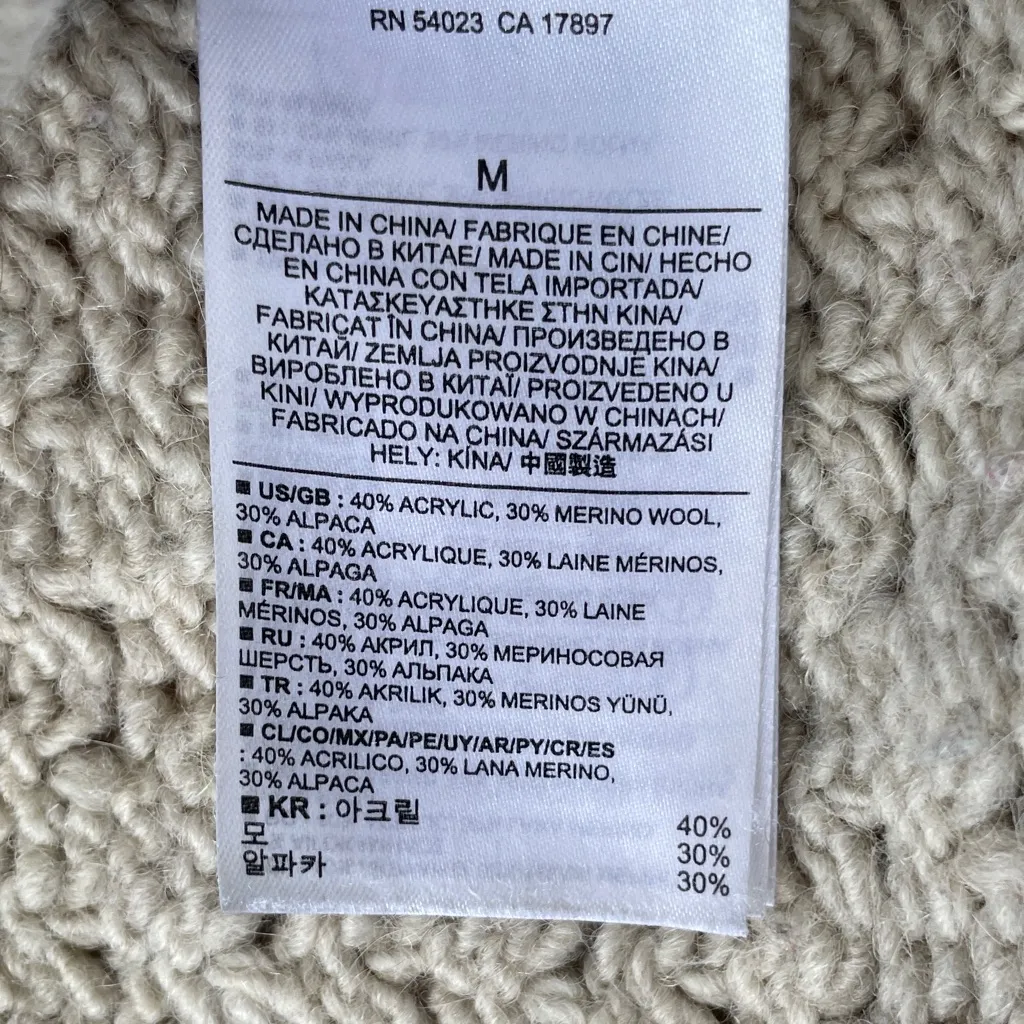 RN 54023 CA 17897
M
MADE IN CHINA/ FABRIQUE EN CHINE/
СДЕЛАНО В КИТАЕ/ MADE IN CIN/ HECHO
EN CHINA CON TELA IMPORTADA/
ΚΑΤΑΣΚΕΥΑΣΤΗΚΕ ΣΤΗΝ ΚΙΝΑ/
FABRICAT ÎN CHINA/ ПРОИЗВЕДЕНО В
КИТАЙ/ ZEMLJA PROIZVODNJE KINA/
ВИРОБЛЕНО В КИТАЇ/ PROIZVEDENO U
KINI/ WYPRODUKOWANO W CHINACH/
FABRICADO NA CHINA/ SZÁRMAZÁSI
HELY: KÍNA/ 中國製造
■ US/GB : 40% ACRYLIC, 30% MERINO WOOL,
30% ALPACA
■ CA : 40% ACRYLIQUE, 30% LAINE MÉRINOS,
30% ALPAGA
■ FR/MA : 40% ACRYLIQUE, 30% LAINE
MÉRINOS, 30% ALPAGA
■ RU : 40% АКРИЛ, 30% МЕРИНОСОВАЯ
ШЕРСТЬ, 30% АЛЬПАКА
■ TR : 40% AKRILIK, 30% MERINOS YÜNÜ,
30% ALPAKA
■ CL/CO/MX/PA/PE/UY/AR/PY/CR/ES
: 40% ACRILICO, 30% LANA MERINO,
30% ALPACA
■ KR : 아크릴 40%
모 30%
알파카 30%